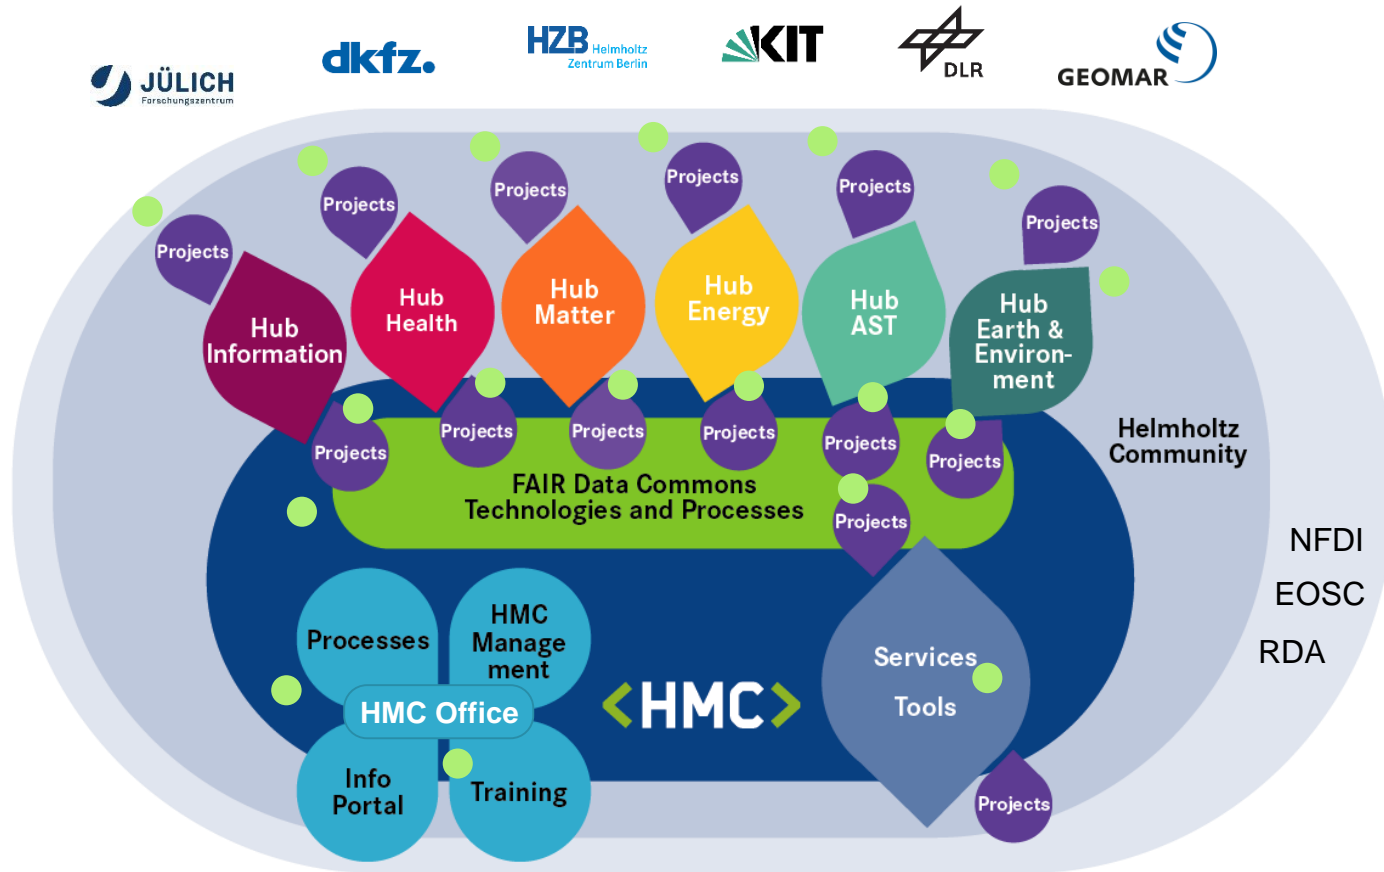 JÜLICH
Forschungszentrum
dkfz.
HZB Helmholtz
Zentrum Berlin
KIT
DLR
GEOMAR
Projects
Projects
Projects
Projects
Projects
Projects
Hub
Information
Hub
Health
Hub
Matter
Hub
Energy
Hub
AST
Hub
Earth &
Environ-
ment
Projects
Projects
Projects
Projects
Projects
Projects
Helmholtz
Community
FAIR Data Commons
Technologies and Processes
Projects
NFDI
EOSC
RDA
Processes
HMC
Manage
ment
HMC Office
Info
Portal
Training
<HMC>
Services
Tools
Projects